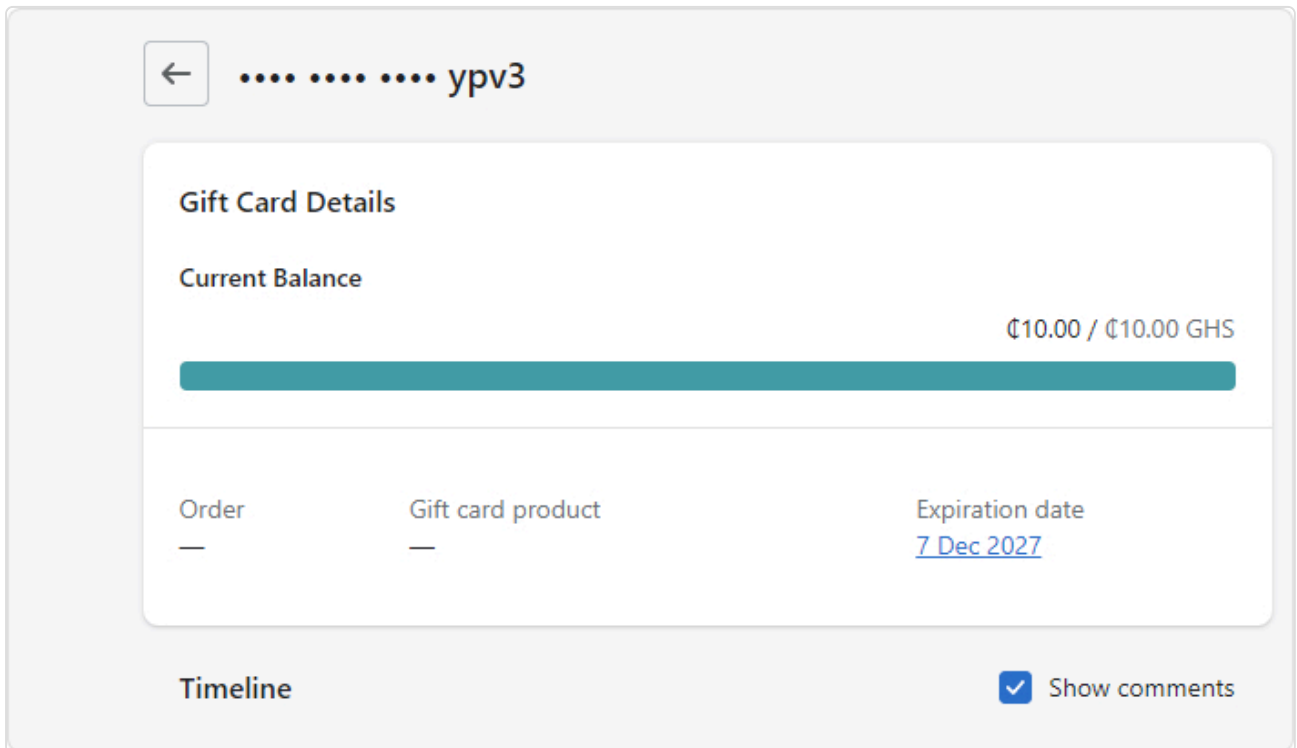 •••• •••• •••• ypv3
Gift Card Details
Current Balance
₵10.00 / ₵10.00 GHS
Order Gift card product Expiration date
— — 7 Dec 2027
Timeline Show comments